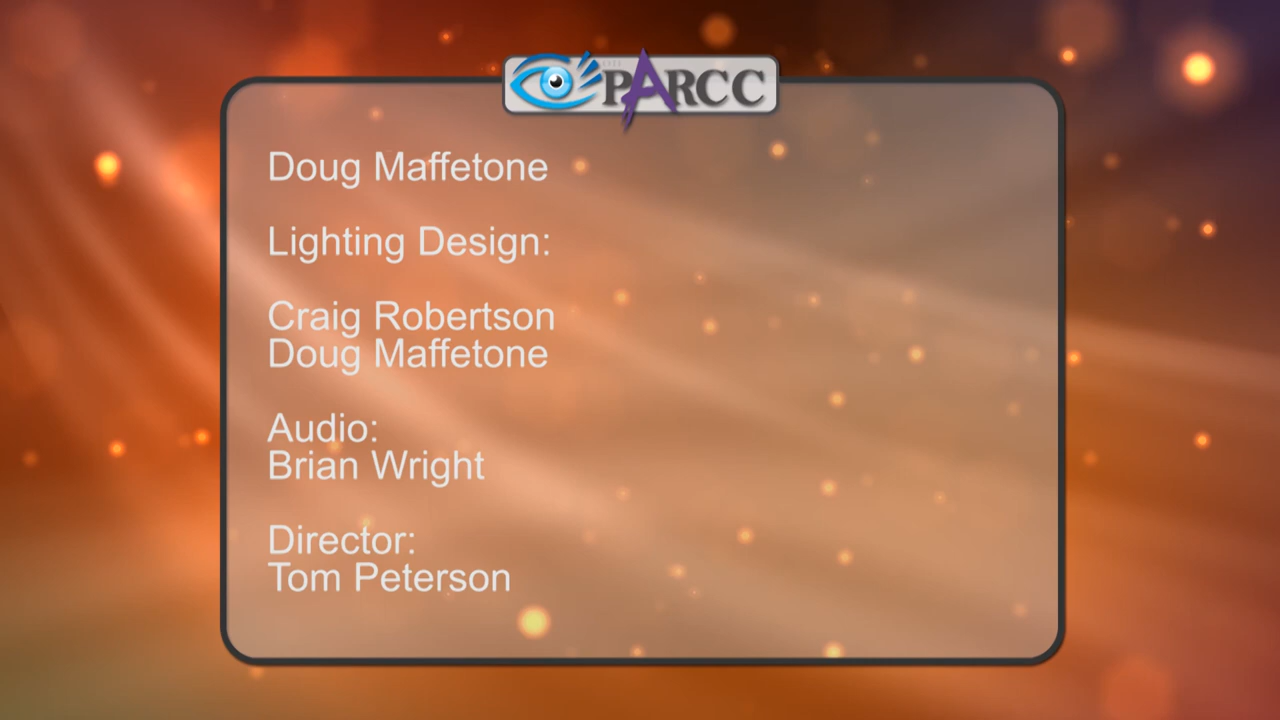 PARCC
Doug Maffetone
Lighting Design:
Craig Robertson
Doug Maffetone
Audio:
Brian Wright
Director:
Tom Peterson